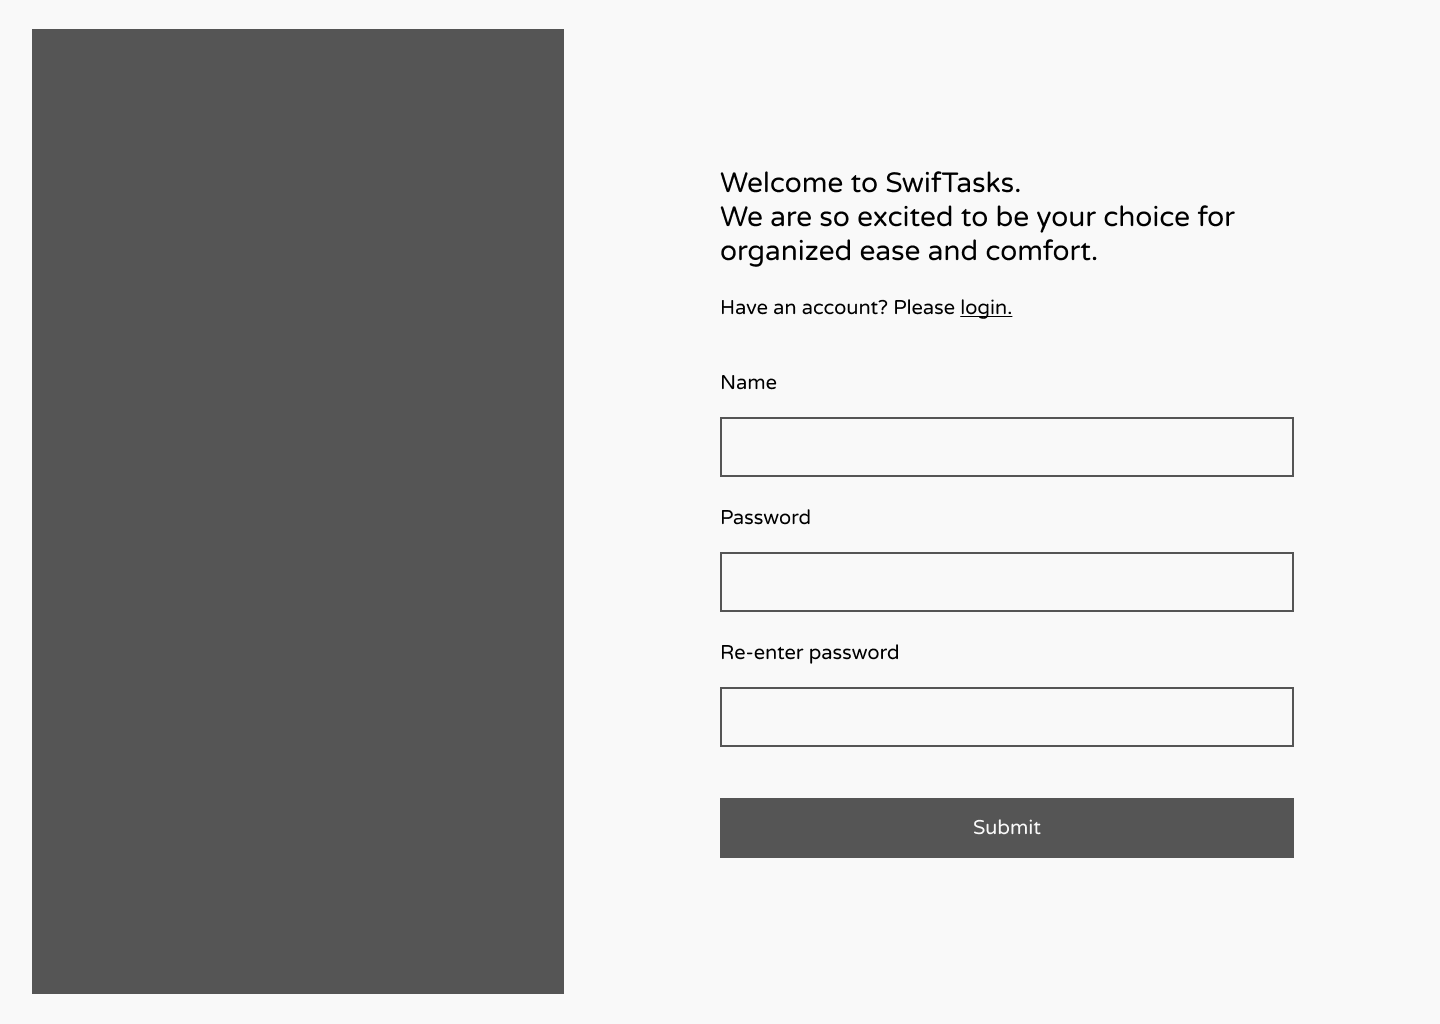 Welcome to SwifTasks.
We are so excited to be your choice for
organized ease and comfort.
Have an account? Please login.
Name
Password
Re-enter password
Submit